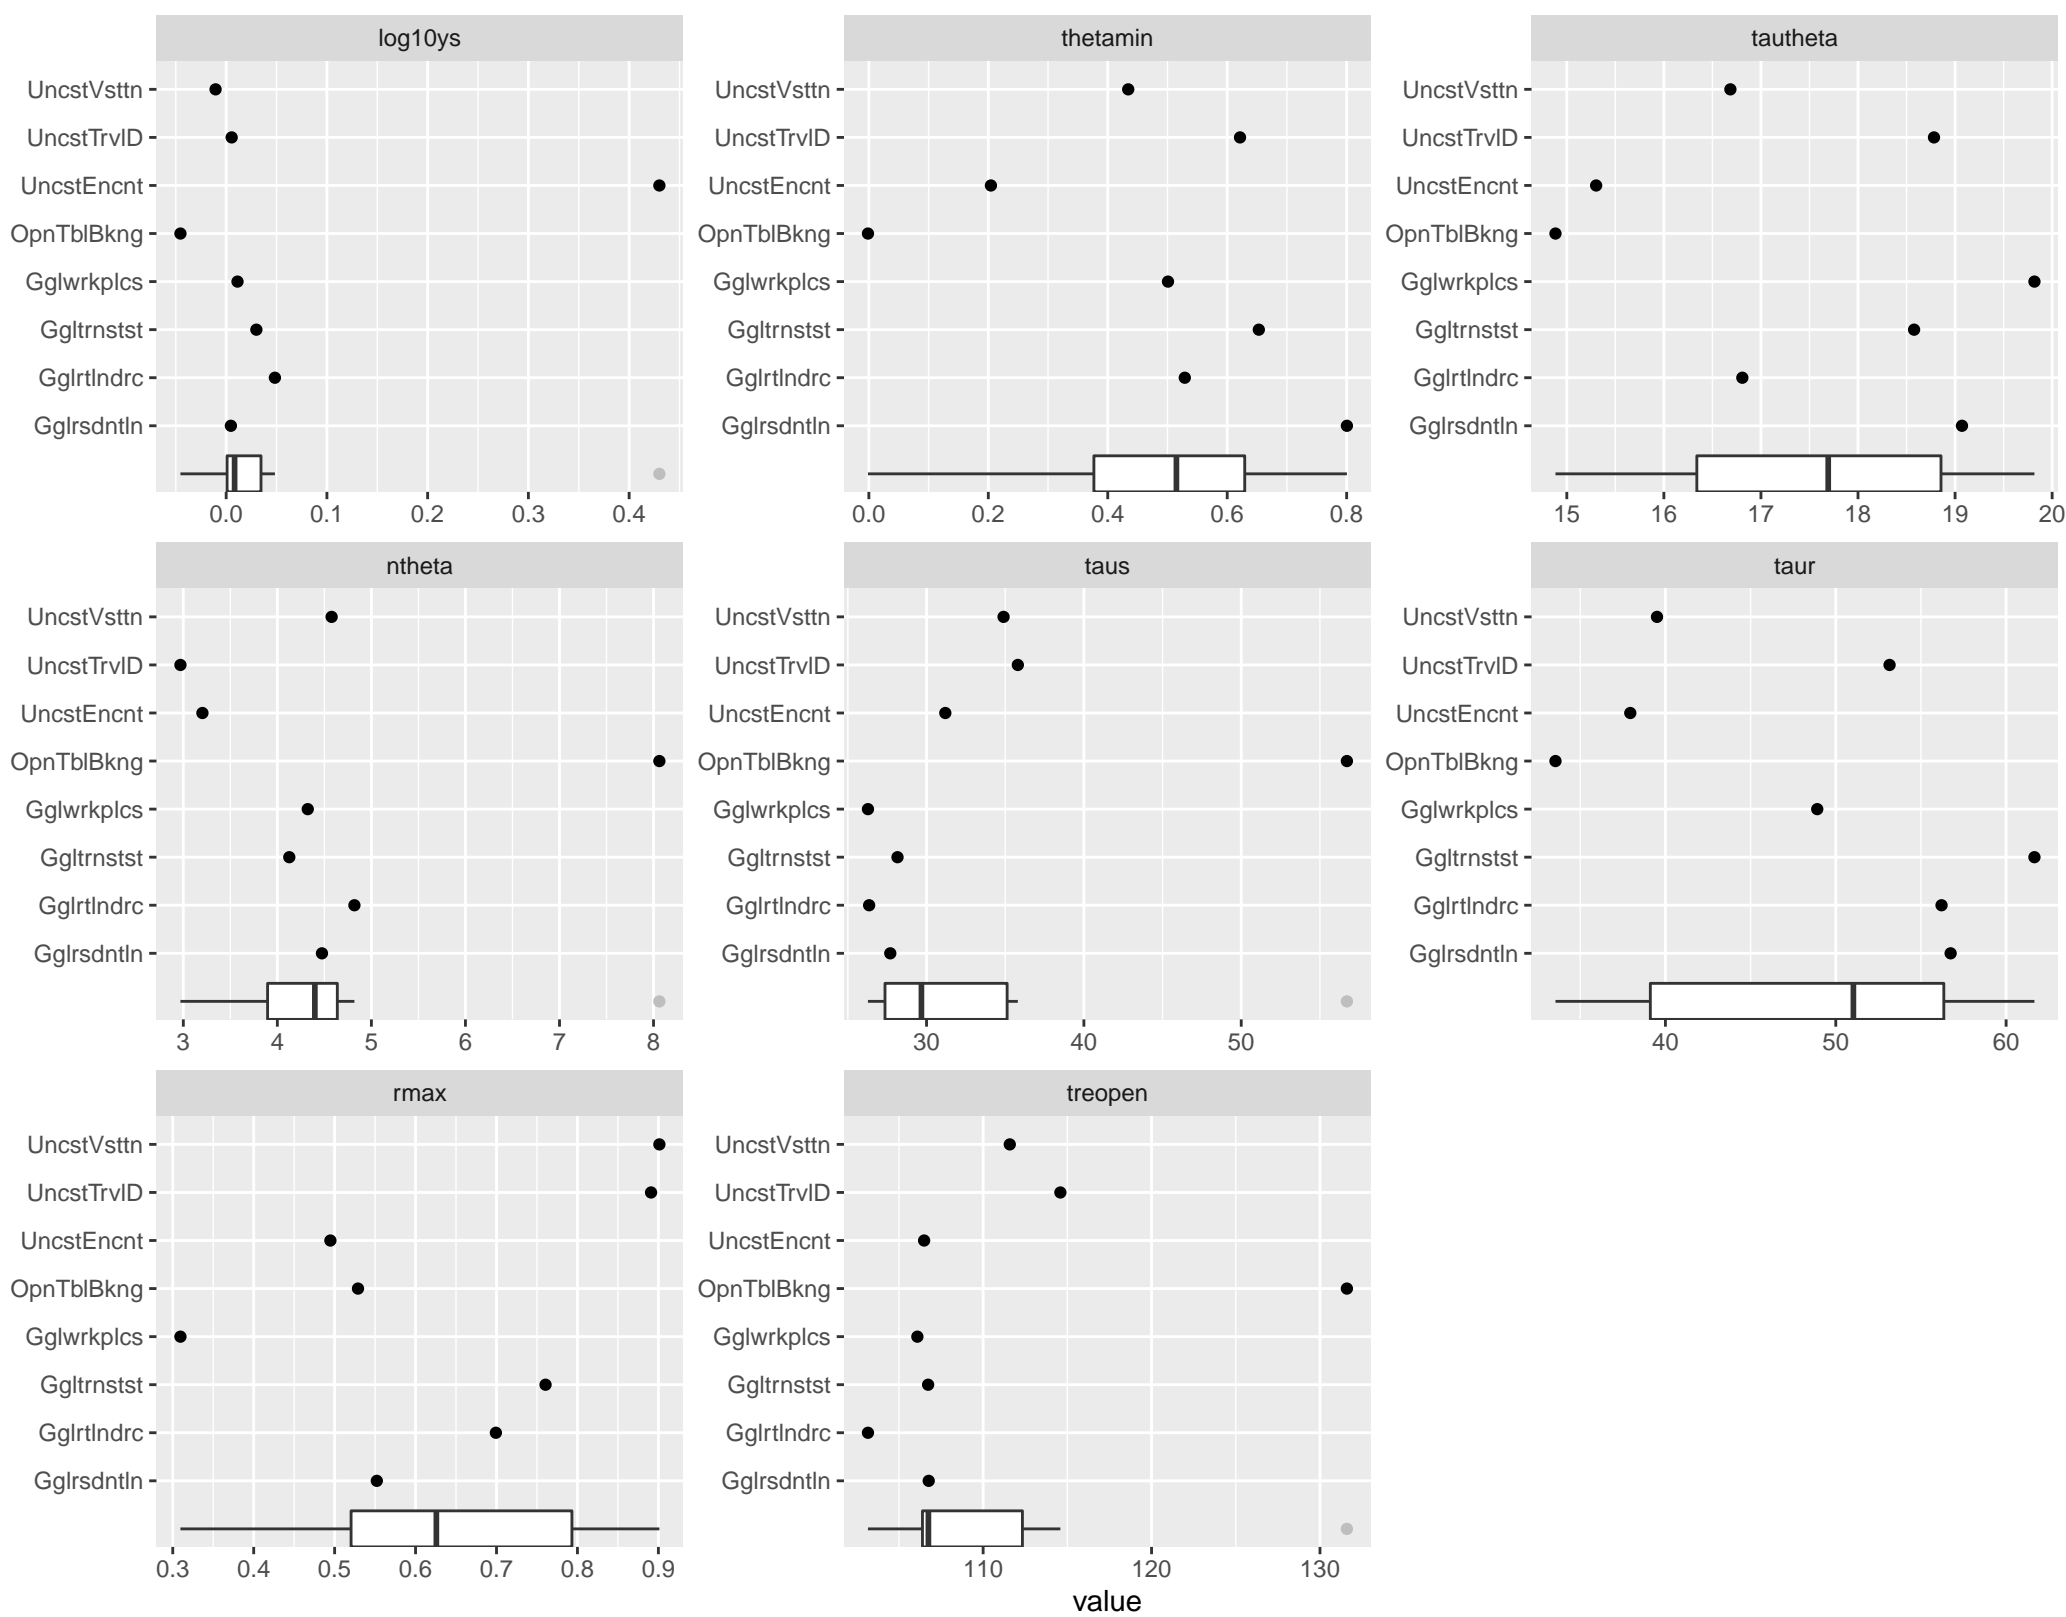 log10ys
UncstVsttn
UncstTrvlD
UncstEncnt
OpnTblBkng
Gglwrkplcs
Ggltrnstst
Gglrtlndrc
Gglrsdntln
0.0 0.1 0.2 0.3 0.4
thetamin
UncstVsttn
UncstTrvlD
UncstEncnt
OpnTblBkng
Gglwrkplcs
Ggltrnstst
Gglrtlndrc
Gglrsdntln
0.0 0.2 0.4 0.6 0.8
tautheta
UncstVsttn
UncstTrvlD
UncstEncnt
OpnTblBkng
Gglwrkplcs
Ggltrnstst
Gglrtlndrc
Gglrsdntln
15 16 17 18 19 20
ntheta
UncstVsttn
UncstTrvlD
UncstEncnt
OpnTblBkng
Gglwrkplcs
Ggltrnstst
Gglrtlndrc
Gglrsdntln
3 4 5 6 7 8
taus
UncstVsttn
UncstTrvlD
UncstEncnt
OpnTblBkng
Gglwrkplcs
Ggltrnstst
Gglrtlndrc
Gglrsdntln
30 40 50
taur
UncstVsttn
UncstTrvlD
UncstEncnt
OpnTblBkng
Gglwrkplcs
Ggltrnstst
Gglrtlndrc
Gglrsdntln
40 50 60
rmax
UncstVsttn
UncstTrvlD
UncstEncnt
OpnTblBkng
Gglwrkplcs
Ggltrnstst
Gglrtlndrc
Gglrsdntln
0.3 0.4 0.5 0.6 0.7 0.8 0.9
treopen
UncstVsttn
UncstTrvlD
UncstEncnt
OpnTblBkng
Gglwrkplcs
Ggltrnstst
Gglrtlndrc
Gglrsdntln
110 120 130
value